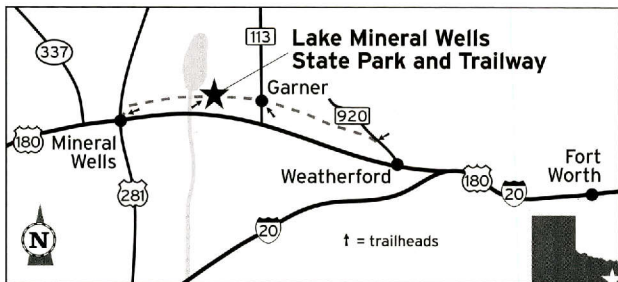 337
113
Lake Mineral Wells
State Park and Trailway
Garner
920
180
Mineral
Wells
Weatherford
Fort
Worth
180
20
281
20
N
= trailheads